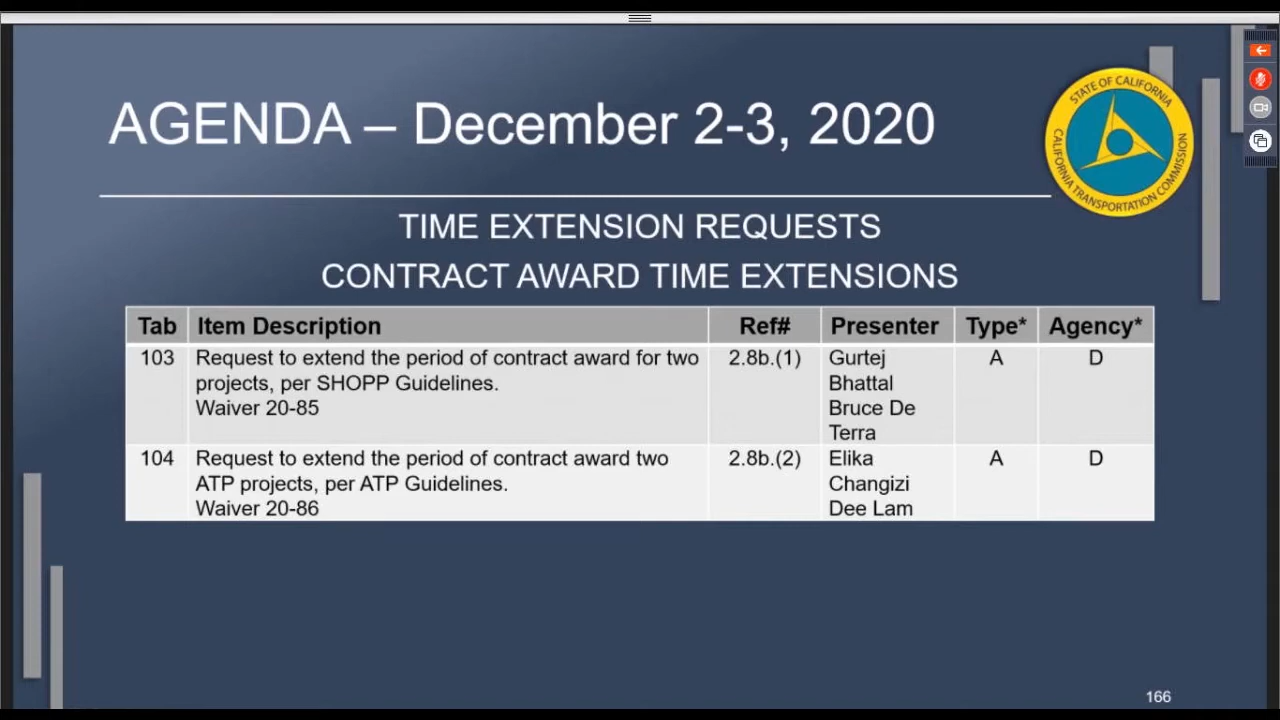 AGENDA – December 2-3, 2020
STATE OF CALIFORNIA
CALIFORNIA TRANSPORTATION COMMISSION
TIME EXTENSION REQUESTS
CONTRACT AWARD TIME EXTENSIONS
Tab Item Description Ref# Presenter Type* Agency*
103 Request to extend the period of contract award for two 2.8b.(1) Gurtej A D
projects, per SHOPP Guidelines. Bhattal
Waiver 20-85 Bruce De
Terra
104 Request to extend the period of contract award two 2.8b.(2) Elika A D
ATP projects, per ATP Guidelines. Changizi
Waiver 20-86 Dee Lam
166